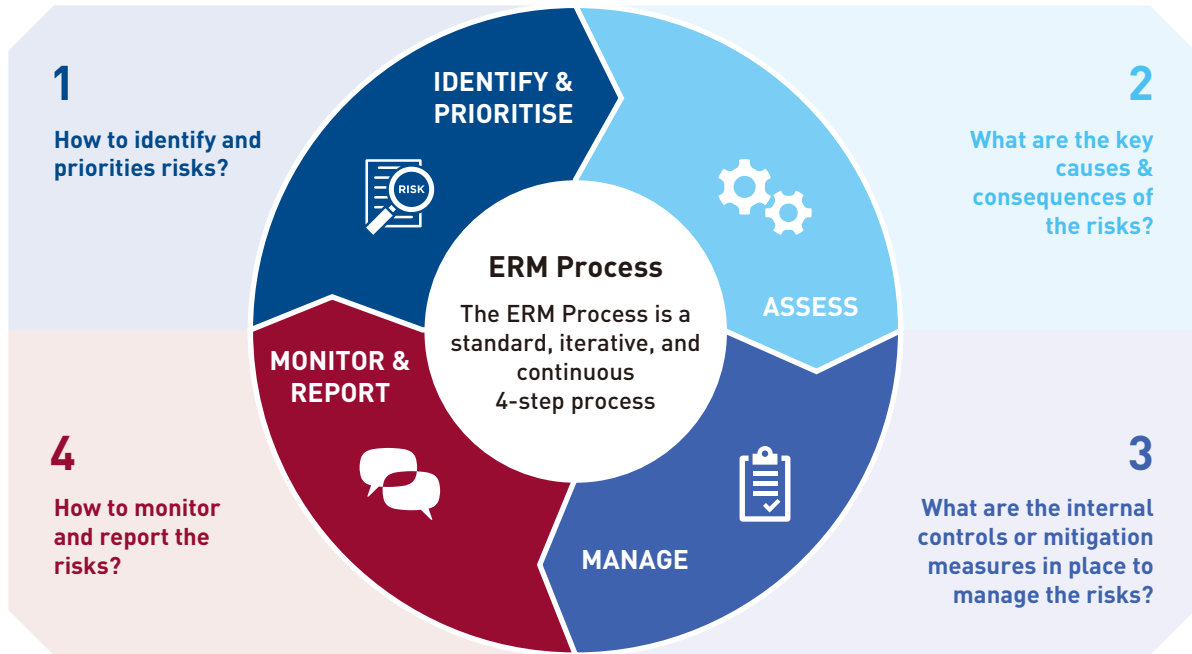 1
How to identify and
priorities risks?
IDENTIFY &
PRIORITISE
RISK
2
What are the key
causes &
consequences of
the risks?
ASSESS
ERM Process
The ERM Process is a
standard, iterative, and
continuous
4-step process
MONITOR &
REPORT
4
How to monitor
and report the
risks?
MANAGE
3
What are the internal
controls or mitigation
measures in place to
manage the risks?